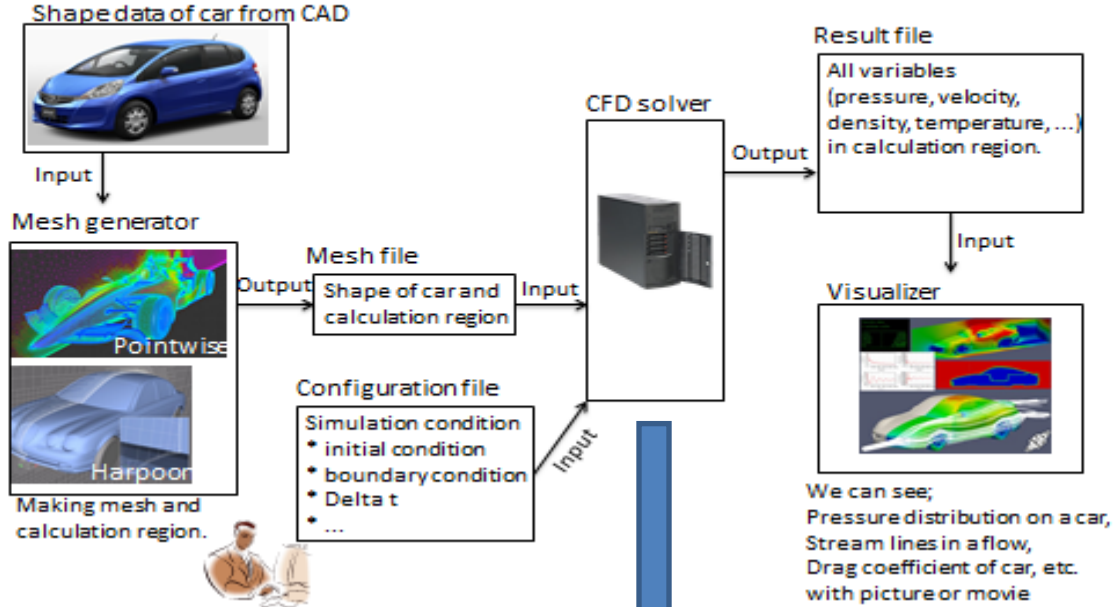 Shape data of car from CAD
Input
Mesh generator
Pointwise
Harpoon
Making mesh and
calculation region.
Output
Mesh file
Shape of car and
calculation region
Input
Configuration file
Simulation condition
* initial condition
* boundary condition
* Delta t
* ...
Input
CFD solver
Output
Result file
All variables
(pressure, velocity,
density, temperature, ...)
in calculation region.
Input
Visualizer
We can see;
Pressure distribution on a car,
Stream lines in a flow,
Drag coefficient of car, etc.
with picture or movie